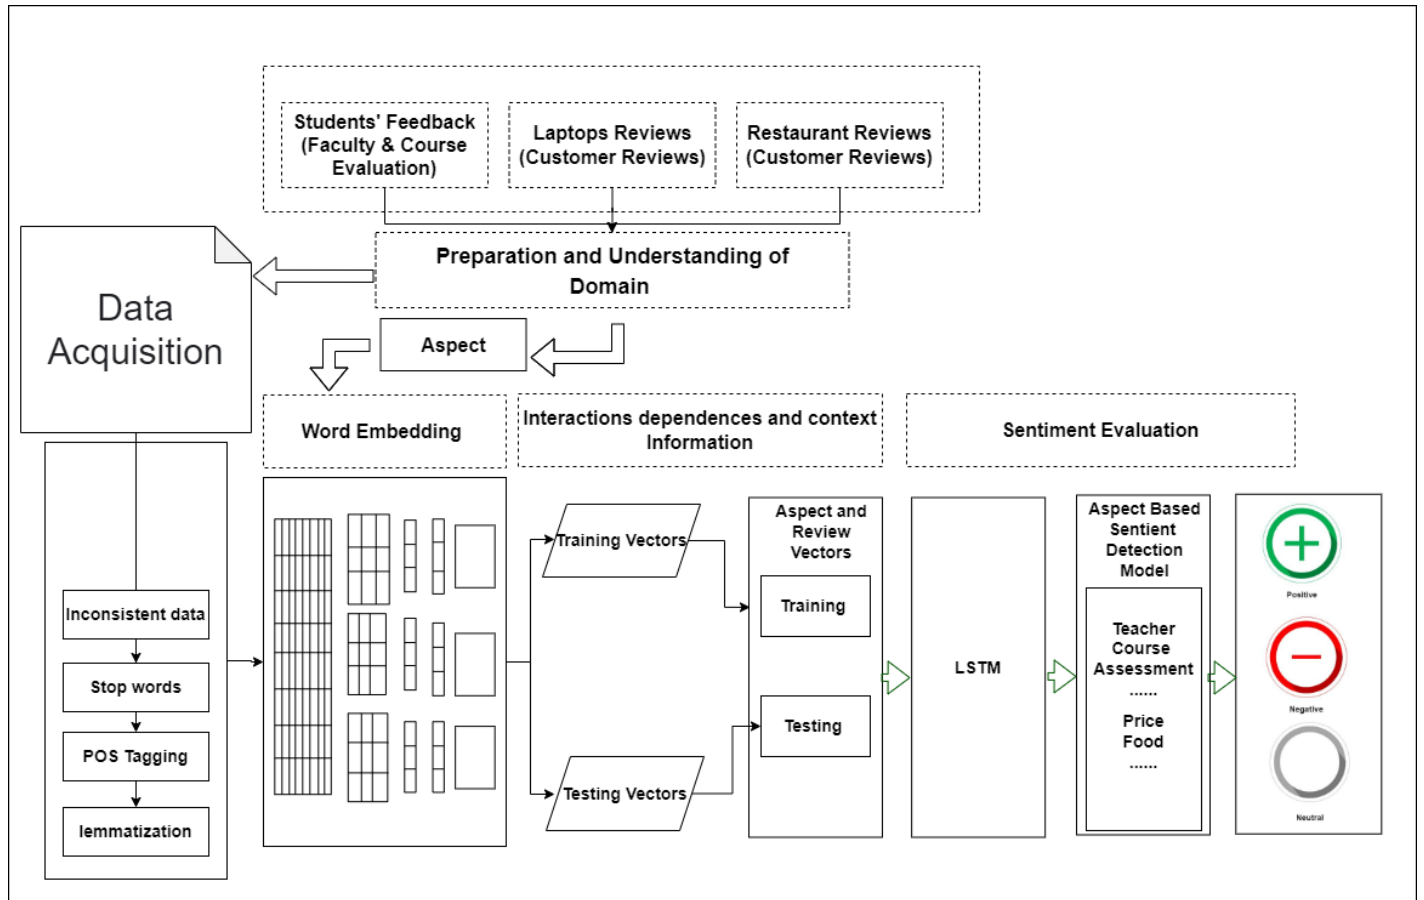 Students' Feedback
(Faculty & Course
Evaluation)
Laptops Reviews
(Customer Reviews)
Restaurant Reviews
(Customer Reviews)
Preparation and Understanding of
Domain
Data
Acquisition
Aspect
Word Embedding
Interactions dependences and context
Information
Sentiment Evaluation
Inconsistent data
Stop words
POS Tagging
lemmatization
Training Vectors
Testing Vectors
Aspect and
Review
Vectors
Training
Testing
LSTM
Aspect Based
Sentient
Detection
Model
Teacher
Course
Assessment
......
Price
Food
......
Positive
Negative
Neutral